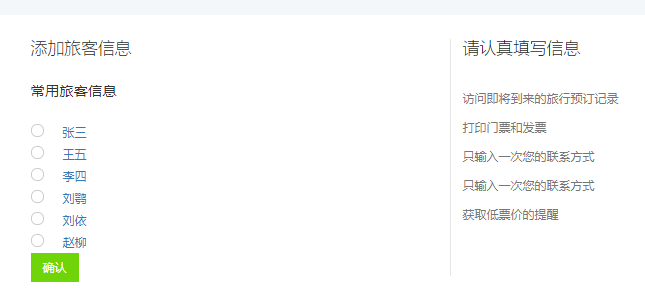 添加旅客信息
常用旅客信息
张三
王五
李四
刘鹗
刘依
赵柳
确认
请认真填写信息
访问即将到来的旅行预订记录
打印门票和发票
只输入一次您的联系方式
只输入一次您的联系方式
获取低票价的提醒